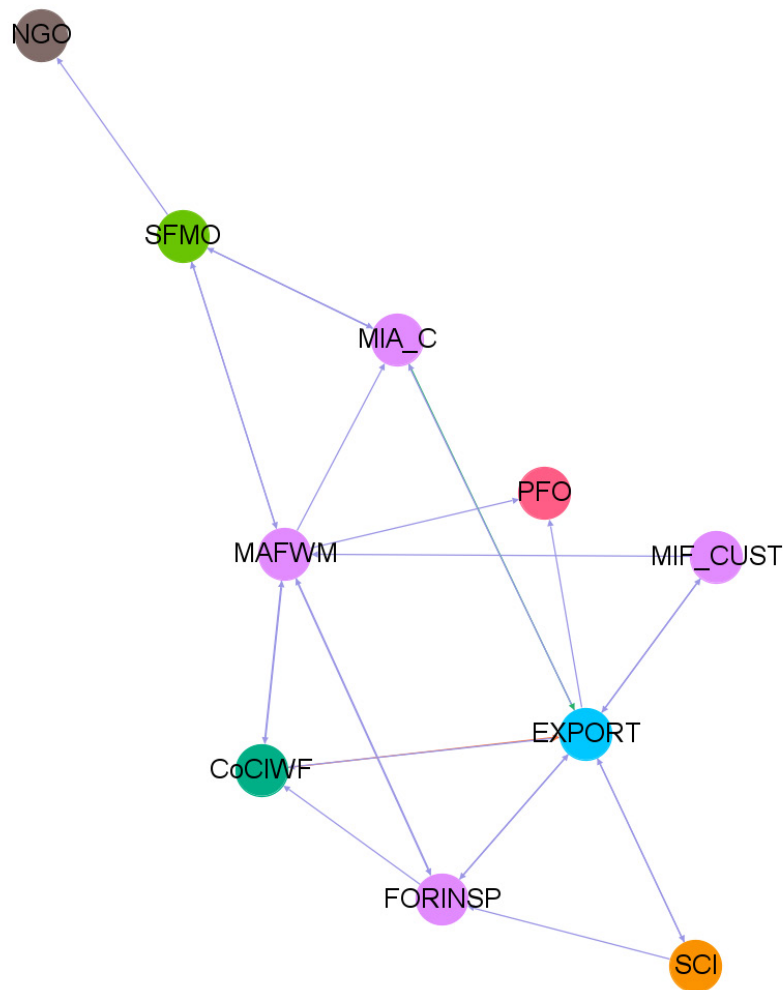 NGO
SFMO
MIA_C
PFO
MAFWM
MIF_CUST
EXPORT
CoCIWF
FORINSP
SCI